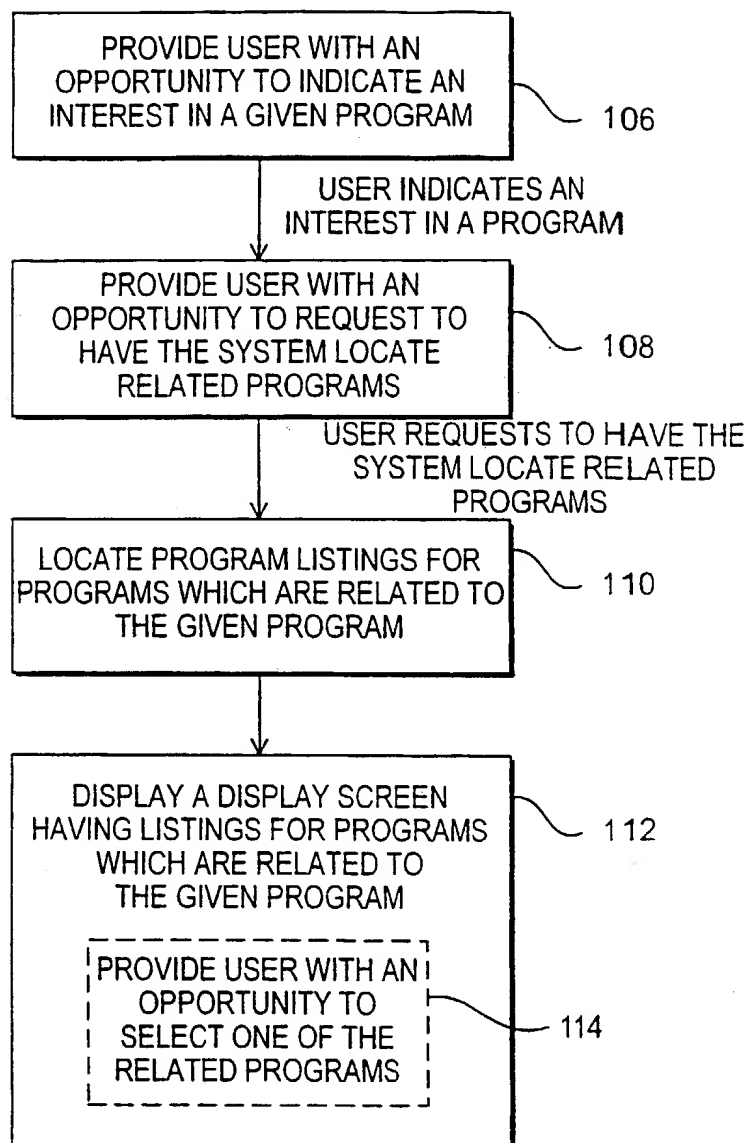 PROVIDE USER WITH AN
OPPORTUNITY TO INDICATE AN
INTEREST IN A GIVEN PROGRAM
106
USER INDICATES AN
INTEREST IN A PROGRAM
PROVIDE USER WITH AN
OPPORTUNITY TO REQUEST TO
HAVE THE SYSTEM LOCATE
RELATED PROGRAMS
108
USER REQUESTS TO HAVE THE
SYSTEM LOCATE RELATED
PROGRAMS
LOCATE PROGRAM LISTINGS FOR
PROGRAMS WHICH ARE RELATED TO
THE GIVEN PROGRAM
110
DISPLAY A DISPLAY SCREEN
HAVING LISTINGS FOR PROGRAMS
WHICH ARE RELATED TO
THE GIVEN PROGRAM
112
PROVIDE USER WITH AN
OPPORTUNITY TO
SELECT ONE OF THE
RELATED PROGRAMS
114